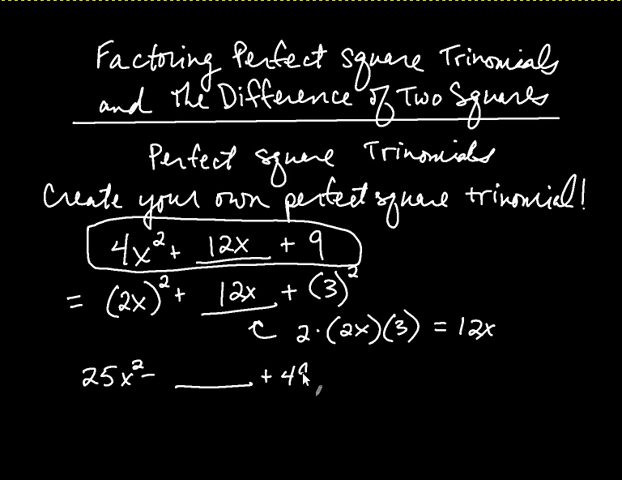 Factoring Perfect Square Trinomials
and The Difference of Two Squares
Perfect square Trinomials
Create your own perfect square trinomial!
4x² + 12x + 9
= (2x)² + 12x + (3)²
2·(2x)(3) = 12x
25x² - ____ + 49